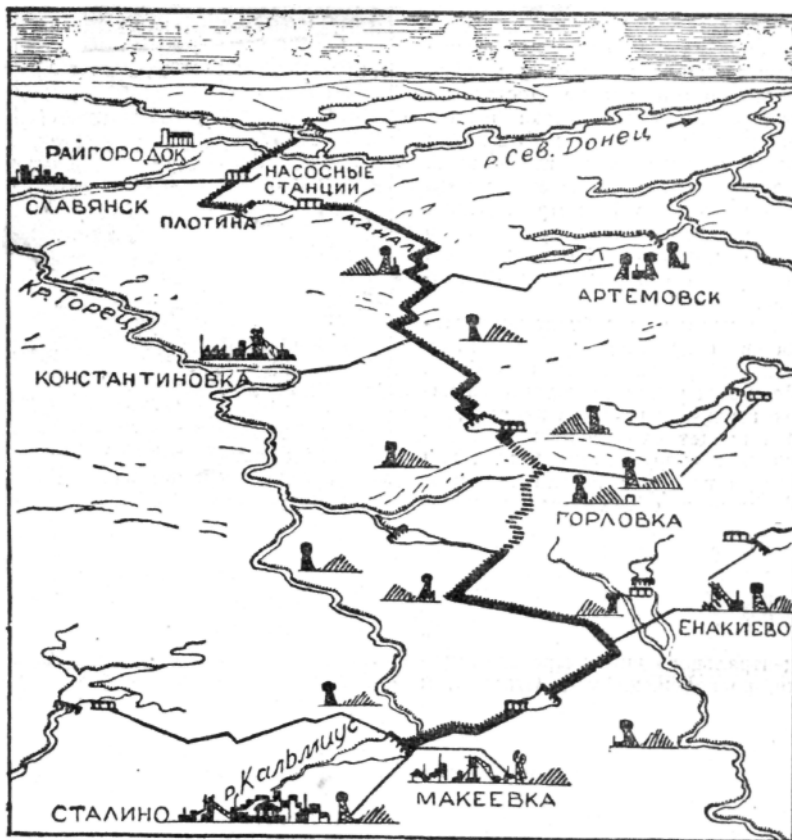 р. Сев. Донец
РАЙГОРОДОК
НАСОСНЫЕ
СТАНЦИИ
СЛАВЯНСК
ПЛОТИНА
КАНАЛ
АРТЕМОВСК
Кр. Торец
КОНСТАНТИНОВКА
ГОРЛОВКА
ЕНАКИЕВО
р. Кальмиус
МАКЕЕВКА
СТАЛИНО